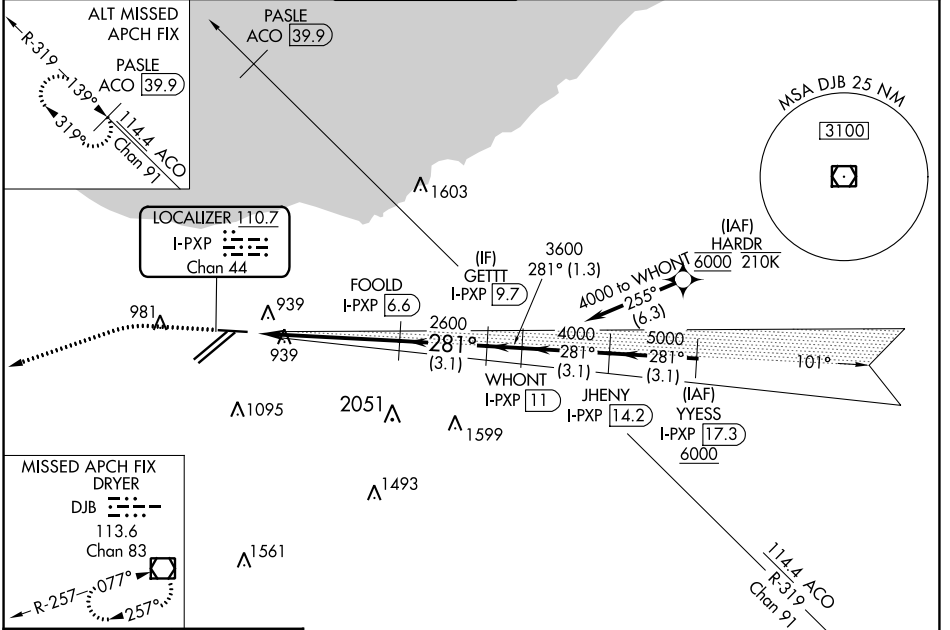 ALT MISSED
APCH FIX
PASLE
ACO 39.9
R-319
139°
319°
114.4 ACO
Chan 91
PASLE
ACO 39.9
MSA DJB 25 NM
3100
1603
LOCALIZER 110.7
I-PXP
Chan 44
(IAF)
HARDR
6000 210K
4000 to WHONT
255°
(6.3)
3600
281° (1.3)
(IF)
GETTT
I-PXP 9.7
FOOLD
I-PXP 6.6
981
939
939
2600
281°
(3.1)
4000
281°
(3.1)
5000
281°
(3.1)
101°
WHONT
I-PXP 11
JHENY
I-PXP 14.2
(IAF)
YYESS
I-PXP 17.3
6000
1095
2051
1599
1493
1561
MISSED APCH FIX
DRYER
DJB
113.6
Chan 83
R-257
077°
257°
114.4 ACO
R-319
Chan 91